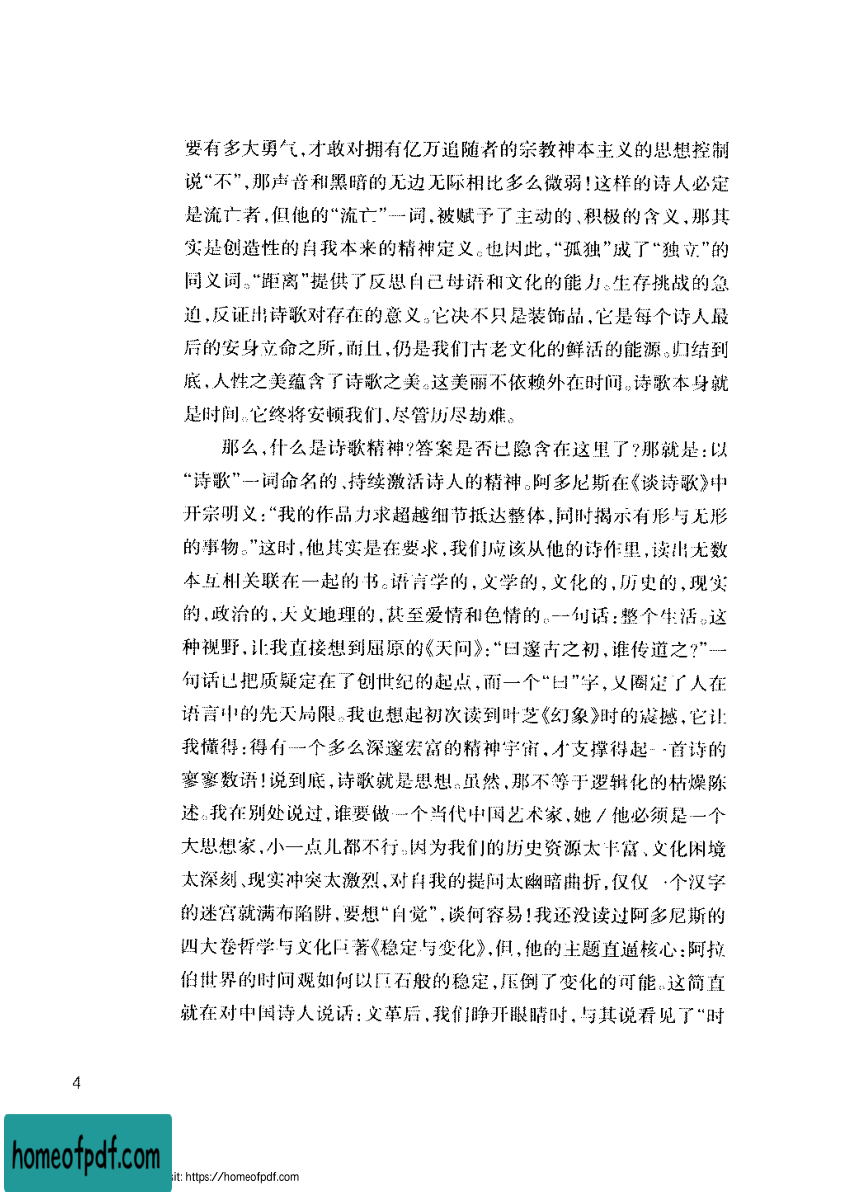 要有多大勇气，才敢对拥有亿万追随者的宗教神本主义的思想控制
说“不”，那声音和黑暗的无边无际相比多么微弱！这样的诗人必定
是流亡者，但他的“流亡”一词，被赋予了主动的、积极的含义，那其
实是创造性的自我本来的精神定义。也因此，“孤独”成了“独立”的
同义词。“距离”提供了反思自己母语和文化的能力。生存挑战的急
迫，反证出诗歌对存在的意义。它决不只是装饰品，它是每个诗人最
后的安身立命之所，而且，仍是我们古老文化的鲜活的能源。归结到
底，人性之美蕴含了诗歌之美。这美丽不依赖外在时间。诗歌本身就
是时间。它终将安顿我们，尽管历尽劫难。
那么，什么是诗歌精神？答案是否已隐含在这里了？那就是：以
“诗歌”一词命名的、持续激活诗人的精神。阿多尼斯在《谈诗歌》中
开宗明义：“我的作品力求超越细节抵达整体，同时揭示有形与无形
的事物。”这时，他其实是在要求，我们应该从他的诗作里，读出无数
本互相关联在一起的书。语言学的，文学的，文化的，历史的，现实
的，政治的，天文地理的，甚至爱情和色情的。一句话：整个生活。这
种视野，让我直接想到屈原的《天问》：“曰邃古之初，谁传道之？”一
句话已把质疑定在了创世纪的起点，而一个“曰”字，又圈定了人在
语言中的先天局限。我也想起初次读到叶芝《幻象》时的震撼，它让
我懂得：得有一个多么深邃宏富的精神宇宙，才支撑得起一首诗的
寥寥数语！说到底，诗歌就是思想。虽然，那不等于逻辑化的枯燥陈
述。我在别处说过，谁要做一个当代中国艺术家，她／他必须是一个
大思想家，小一点儿都不行。因为我们的历史资源太丰富、文化困境
太深刻、现实冲突太激烈，对自我的提问太幽暗曲折，仅仅一个汉字
的迷宫就满布陷阱，要想“自觉”，谈何容易！我还没读过阿多尼斯的
四大卷哲学与文化巨著《稳定与变化》，但，他的主题直逼核心：阿拉
伯世界的时间观如何以巨石般的稳定，压倒了变化的可能。这简直
就在对中国诗人说话：文革后，我们睁开眼睛时，与其说看见了“时
4
homeofpdf.com
sit: https://homeofpdf.com